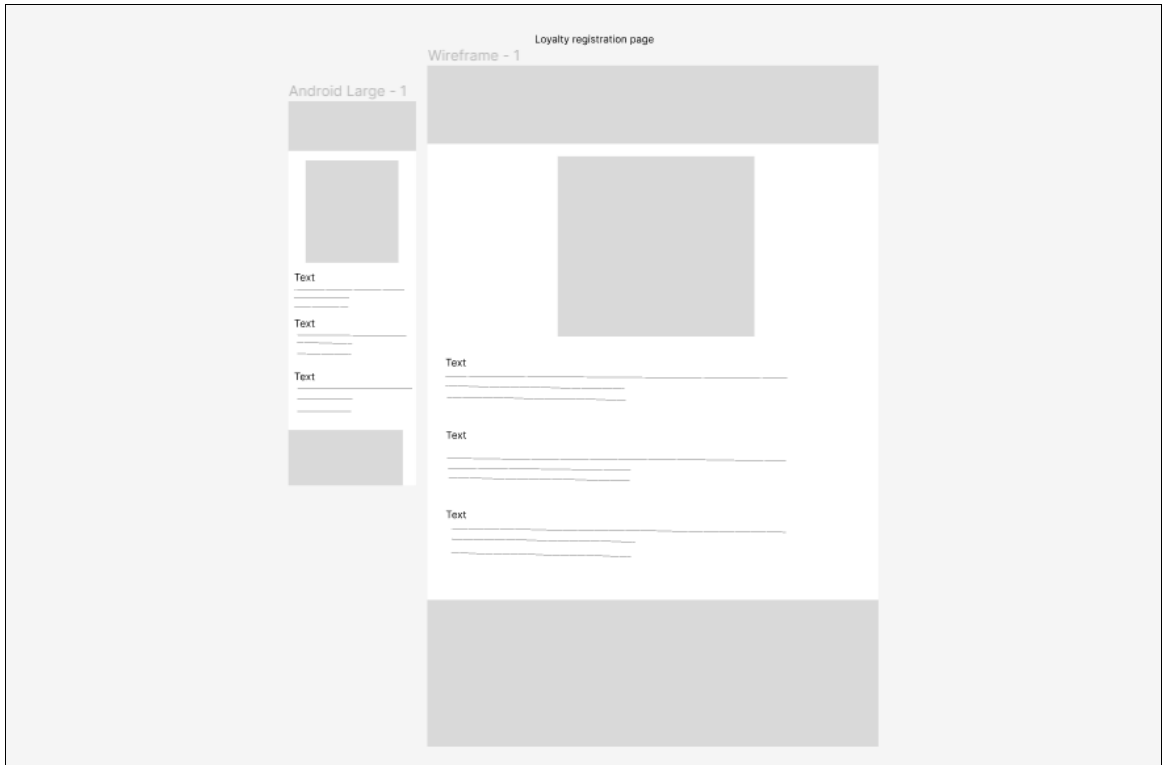 Loyalty registration page
Wireframe - 1
Android Large - 1
Text
Text
Text
Text
Text
Text